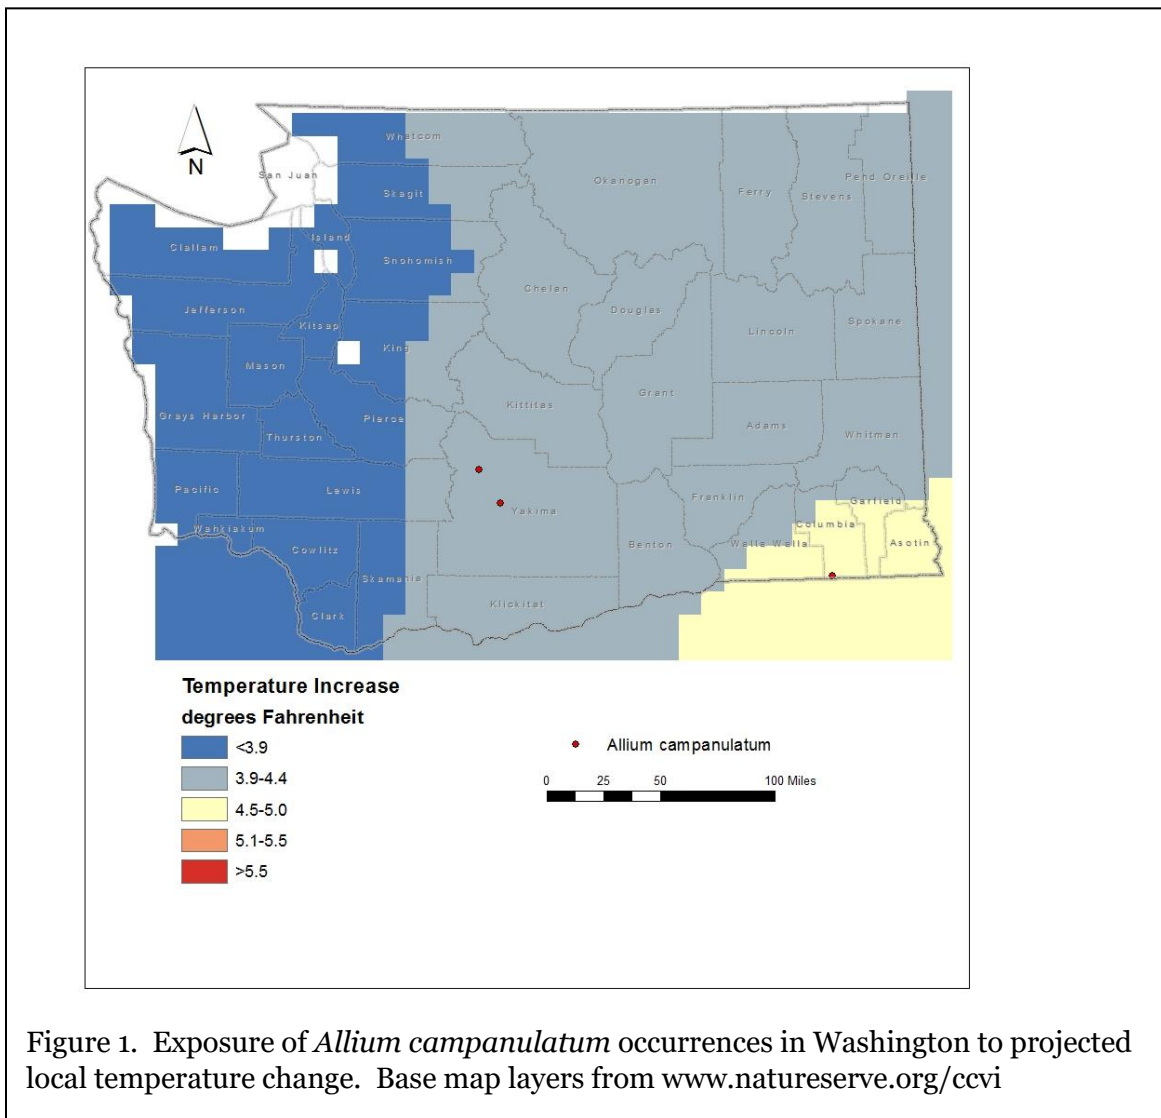 N
Whatcom
San Juan
Skagit
Okanogan
Ferry
Stevens
Pend Oreille
Island
Clallam
Snohomish
Chelan
Jefferson
Douglas
Kitsap
Lincoln
Spokane
King
Mason
Grant
Kittitas
Grays Harbor
Pierce
Thurston
Adams
Whitman
Pacific
Lewis
Yakima
Franklin
Garfield
Columbia
Wahkiakum
Cowlitz
Benton
Walla Walla
Asotin
Skamania
Klickitat
Clark
Temperature Increase
degrees Fahrenheit
<3.9
3.9-4.4
4.5-5.0
5.1-5.5
>5.5
Allium campanulatum
0 25 50 100 Miles
Figure 1. Exposure of Allium campanulatum occurrences in Washington to projected
local temperature change. Base map layers from www.natureserve.org/ccvi